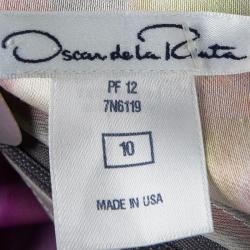 Oscar de la Renta
PF 12
7N6119
10
MADE IN USA